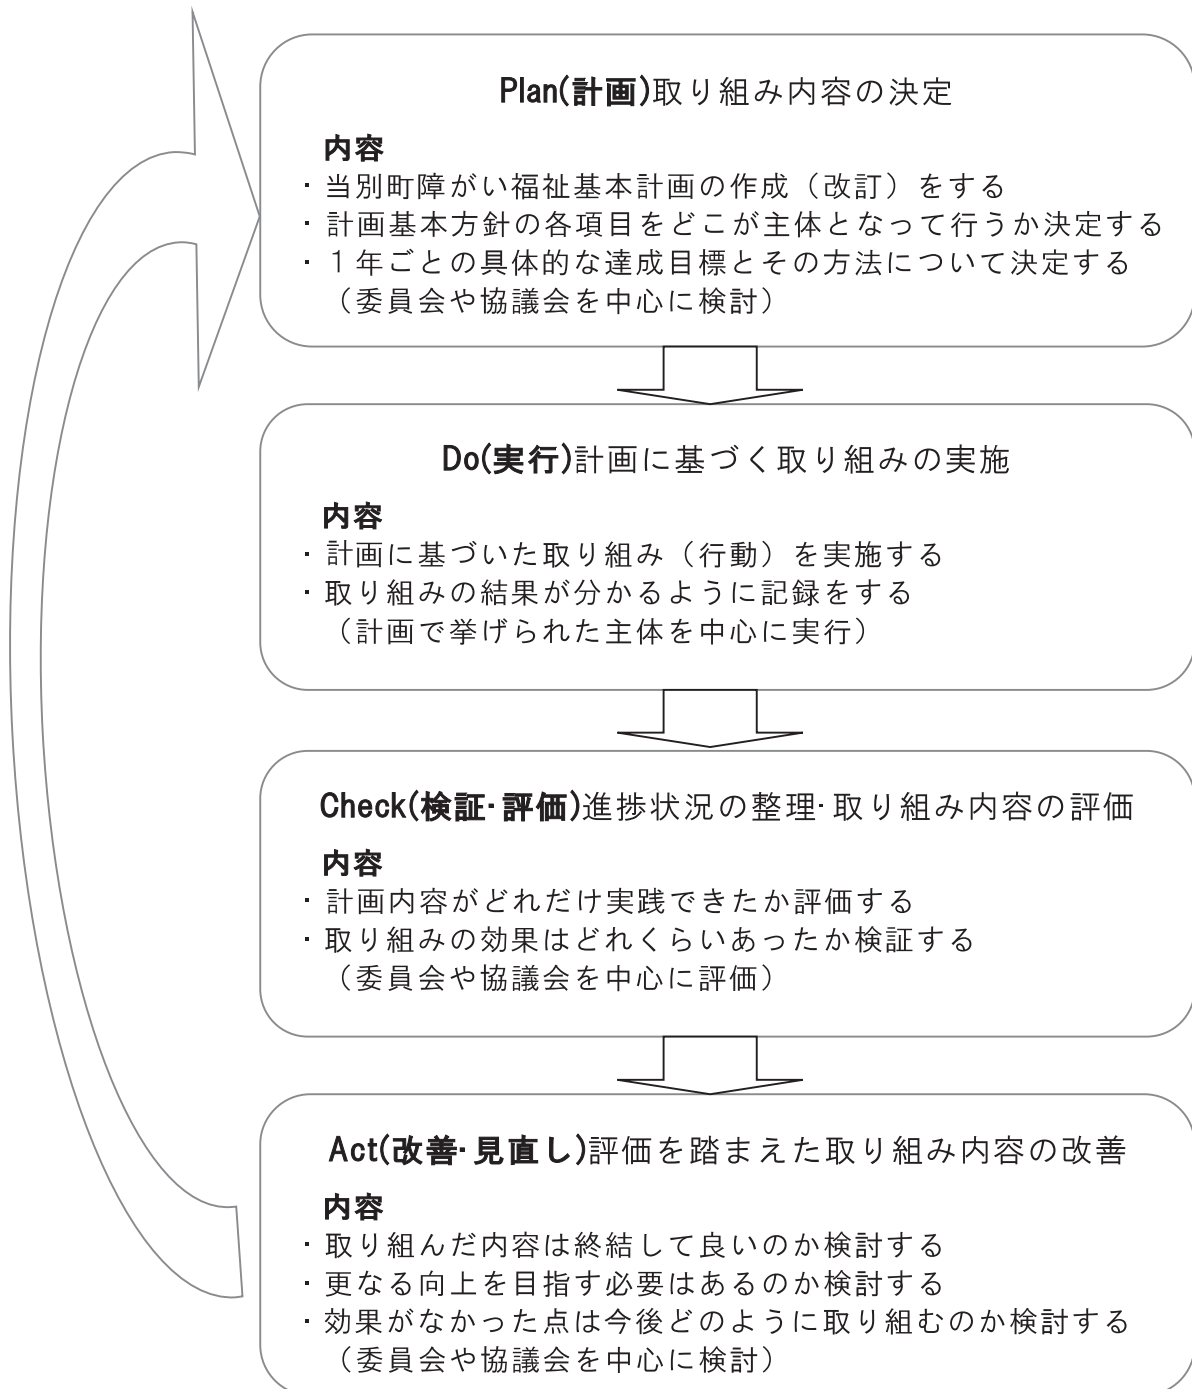 Plan(計画)取り組み内容の決定
内容
・当別町障がい福祉基本計画の作成（改訂）をする
・計画基本方針の各項目をどこが主体となって行うか決定する
・１年ごとの具体的な達成目標とその方法について決定する
（委員会や協議会を中心に検討）
Do(実行)計画に基づく取り組みの実施
内容
・計画に基づいた取り組み（行動）を実施する
・取り組みの結果が分かるように記録をする
（計画で挙げられた主体を中心に実行）
Check(検証・評価)進捗状況の整理・取り組み内容の評価
内容
・計画内容がどれだけ実践できたか評価する
・取り組みの効果はどれくらいあったか検証する
（委員会や協議会を中心に評価）
Act(改善・見直し)評価を踏まえた取り組み内容の改善
内容
・取り組んだ内容は終結して良いのか検討する
・更なる向上を目指す必要はあるのか検討する
・効果がなかった点は今後どのように取り組むのか検討する
（委員会や協議会を中心に検討）